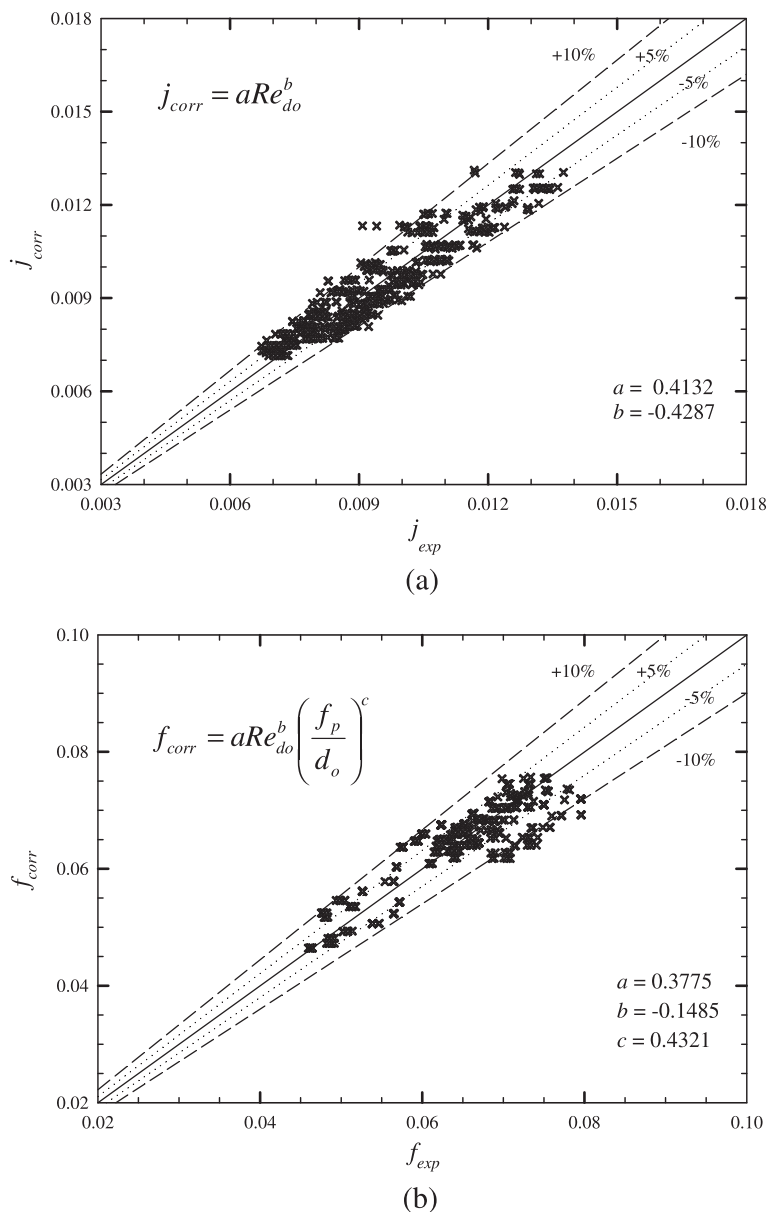 0.018
0.015
0.012
0.009
0.006
0.003
j_corr
j_corr = aRe_do^b
+10%
+5%
-5%
-10%
a = 0.4132
b = -0.4287
0.003 0.006 0.009 0.012 0.015 0.018
j_exp
(a)
0.10
0.08
0.06
0.04
0.02
f_corr
f_corr = aRe_do^b (f_p/d_o)^c
+10%
+5%
-5%
-10%
a = 0.3775
b = -0.1485
c = 0.4321
0.02 0.04 0.06 0.08 0.10
f_exp
(b)